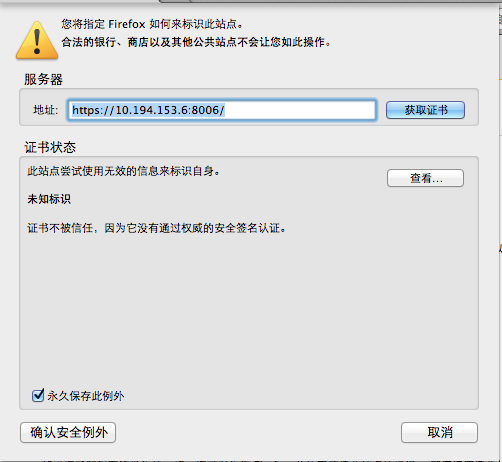 您将指定 Firefox 如何来标识此站点。
合法的银行、商店以及其他公共站点不会让您如此操作。
服务器
地址: https://10.194.153.6:8006/ 获取证书
证书状态
此站点尝试使用无效的信息来标识自身。 查看...
未知标识
证书不被信任，因为它没有通过权威的安全签名认证。
永久保存此例外
确认安全例外 取消